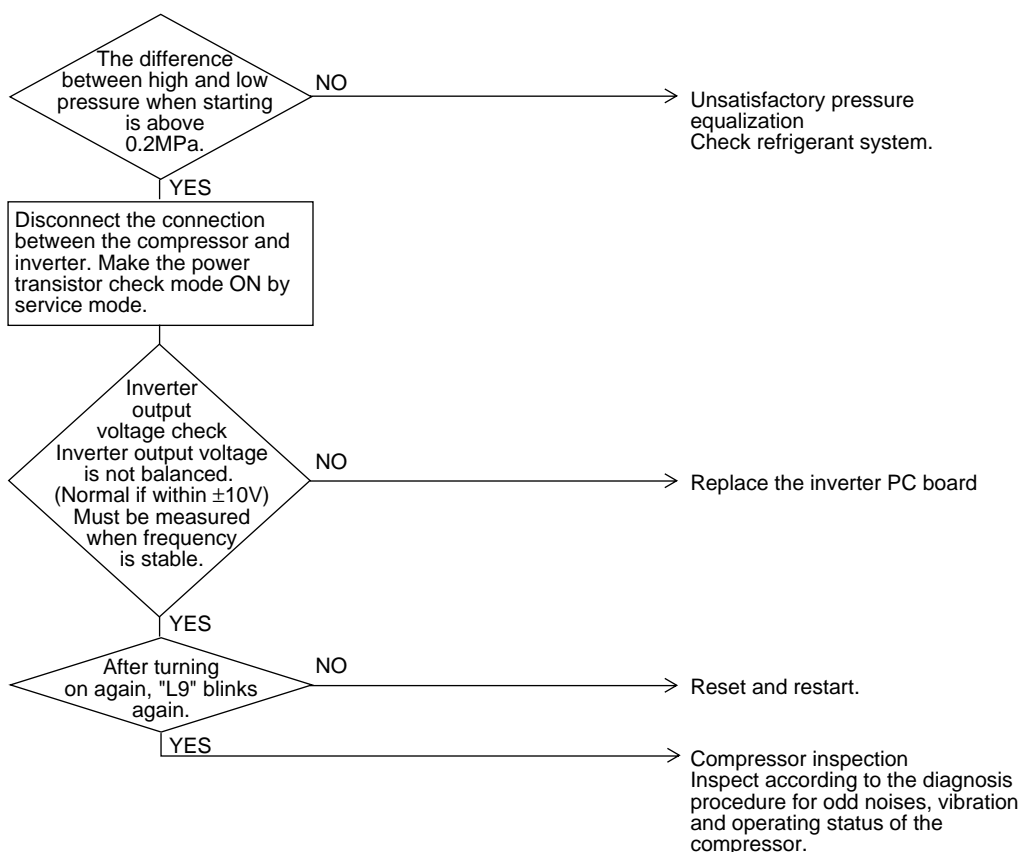 The difference
between high and low
pressure when starting
is above
0.2MPa.
NO
Unsatisfactory pressure
equalization
Check refrigerant system.
YES
Disconnect the connection
between the compressor and
inverter. Make the power
transistor check mode ON by
service mode.
Inverter
output
voltage check
Inverter output voltage
is not balanced.
(Normal if within ±10V)
Must be measured
when frequency
is stable.
NO
Replace the inverter PC board
YES
After turning
on again, "L9" blinks
again.
NO
Reset and restart.
YES
Compressor inspection
Inspect according to the diagnosis
procedure for odd noises, vibration
and operating status of the
compressor.